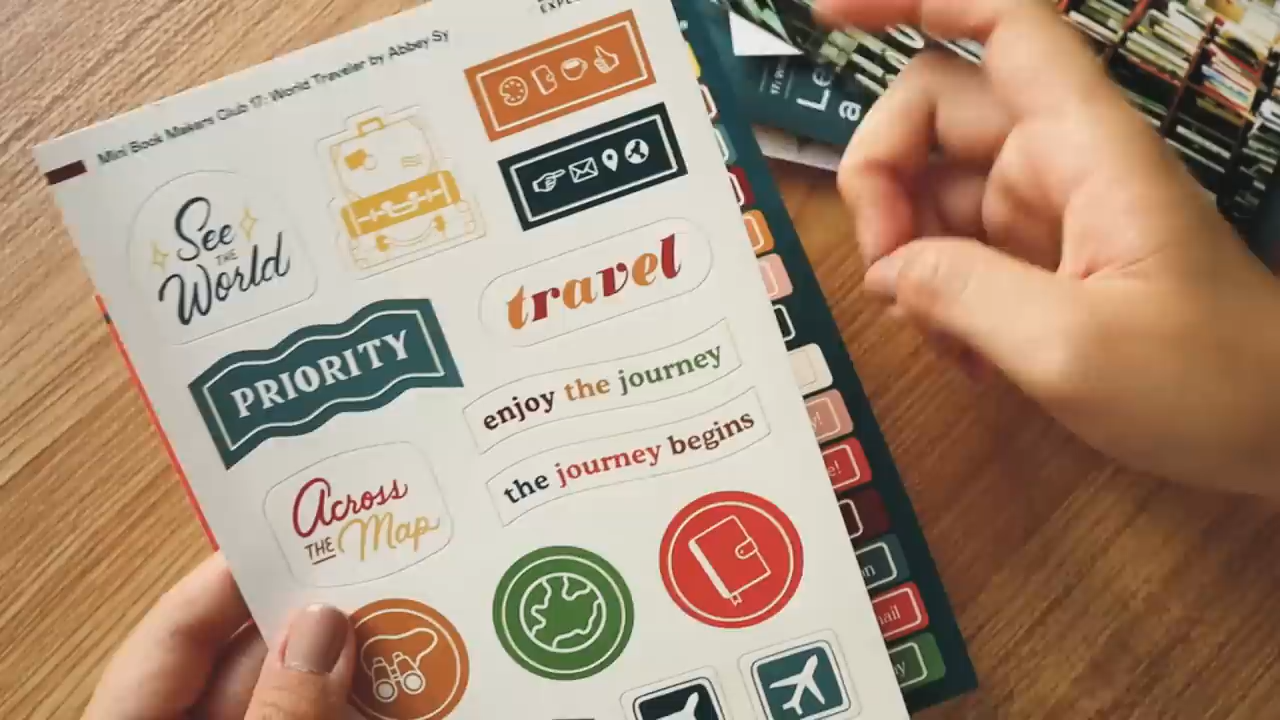 Mini Book Makers Club 17: World Traveler by Abbey Sy
See
THE
World
PRIORITY
travel
enjoy the journey
the journey begins
Across
THE Map